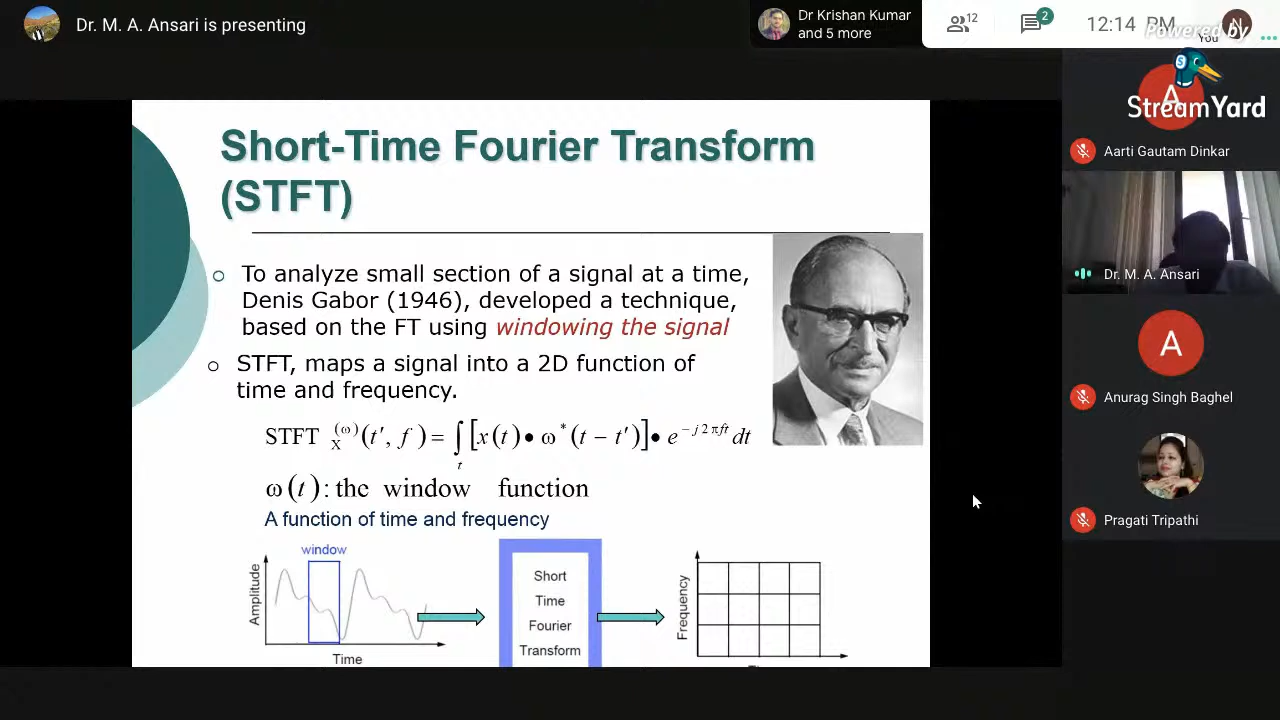 Dr. M. A. Ansari is presenting
Dr Krishan Kumar
and 5 more
12
2
12:14 PM
N
You
Powered by
StreamYard
A
Aarti Gautam Dinkar
Dr. M. A. Ansari
A
Anurag Singh Baghel
Pragati Tripathi
Short-Time Fourier Transform
(STFT)
To analyze small section of a signal at a time,
Denis Gabor (1946), developed a technique,
based on the FT using windowing the signal
STFT, maps a signal into a 2D function of
time and frequency.
STFT X^(ω) (t′, f) = ∫_t [x(t) • ω*(t − t′)] • e^(−j2πft) dt
ω(t): the window function
A function of time and frequency
window
Amplitude
Time
Short
Time
Fourier
Transform
Frequency